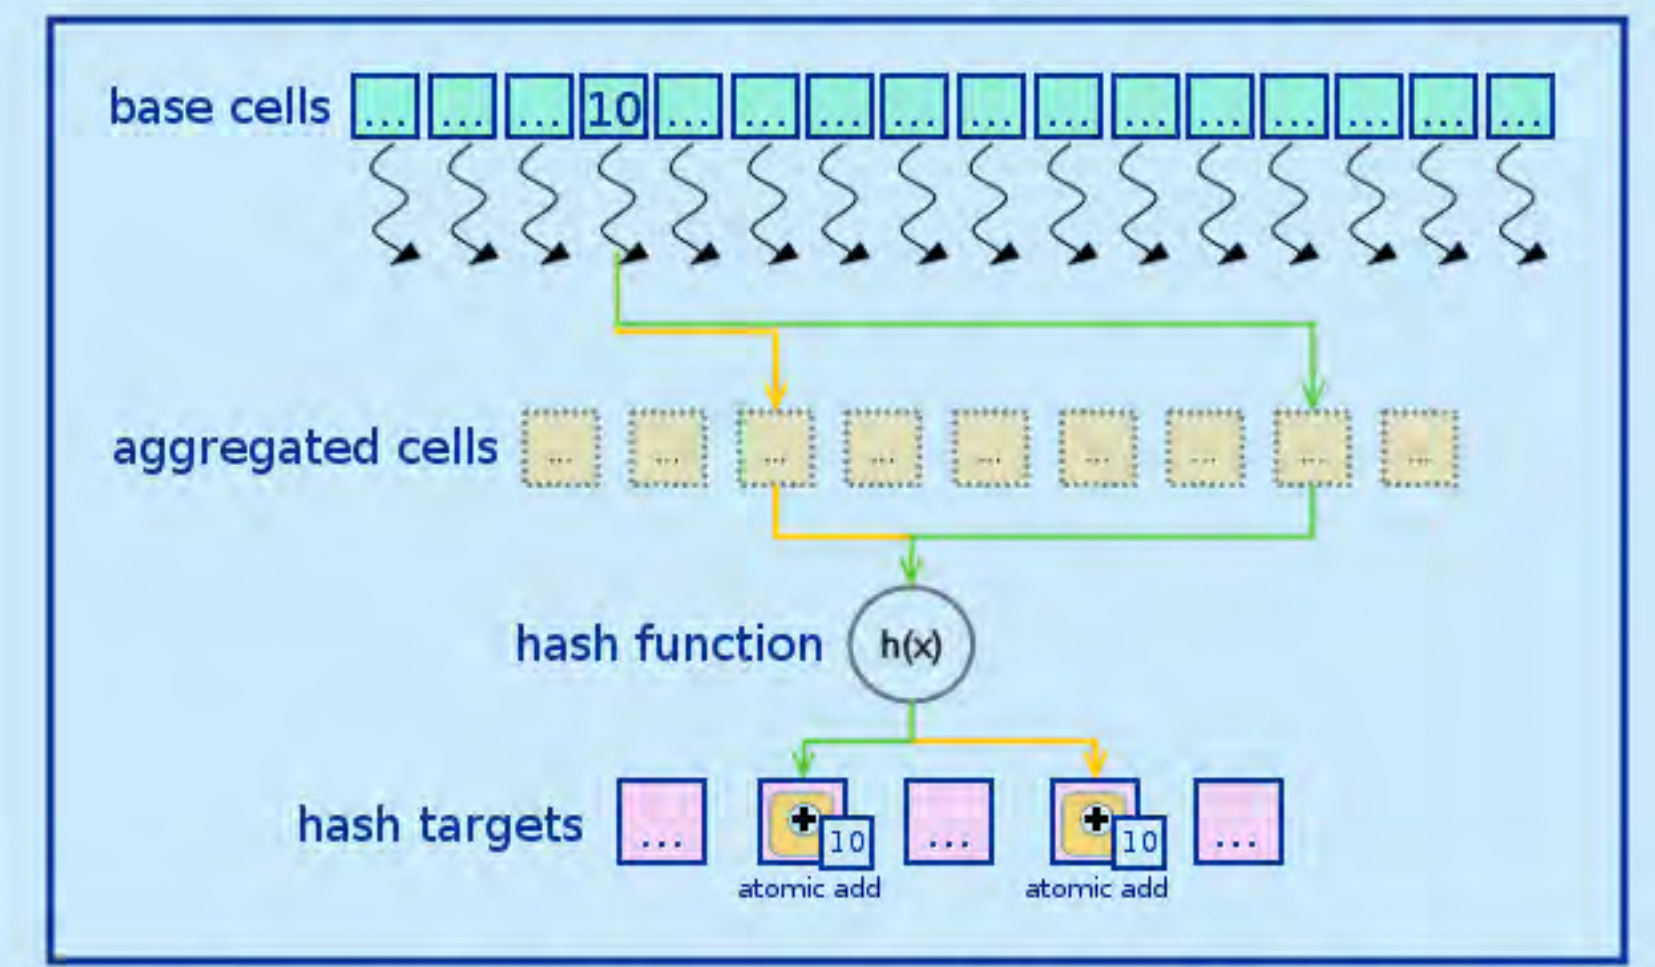 base cells ... ... ... 10 ... ... ... ... ... ... ... ... ... ... ... ...
aggregated cells ... ... ... ... ... ... ... ... ...
hash function h(x)
hash targets ... 10 ... 10 ...
atomic add atomic add